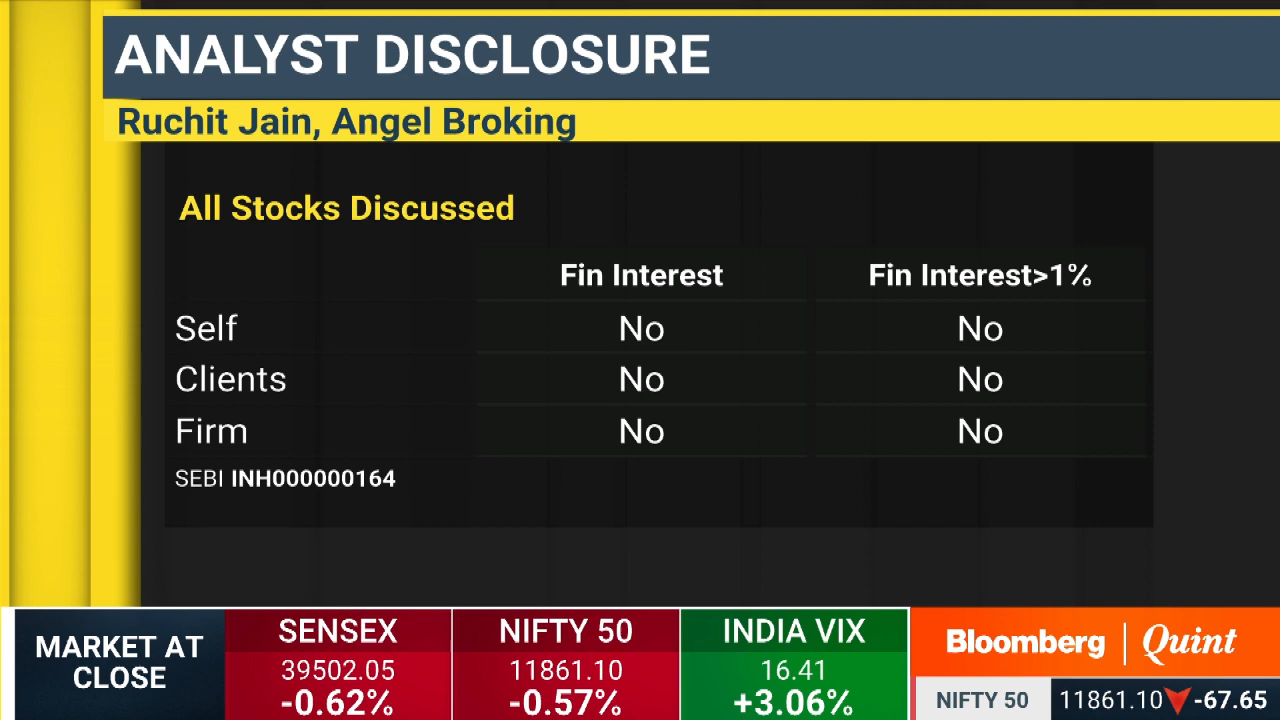 ANALYST DISCLOSURE
Ruchit Jain, Angel Broking
All Stocks Discussed
Fin Interest Fin Interest>1%
Self No No
Clients No No
Firm No No
SEBI INH000000164
MARKET AT CLOSE
SENSEX
39502.05
-0.62%
NIFTY 50
11861.10
-0.57%
INDIA VIX
16.41
+3.06%
Bloomberg | Quint
NIFTY 50 11861.10 -67.65